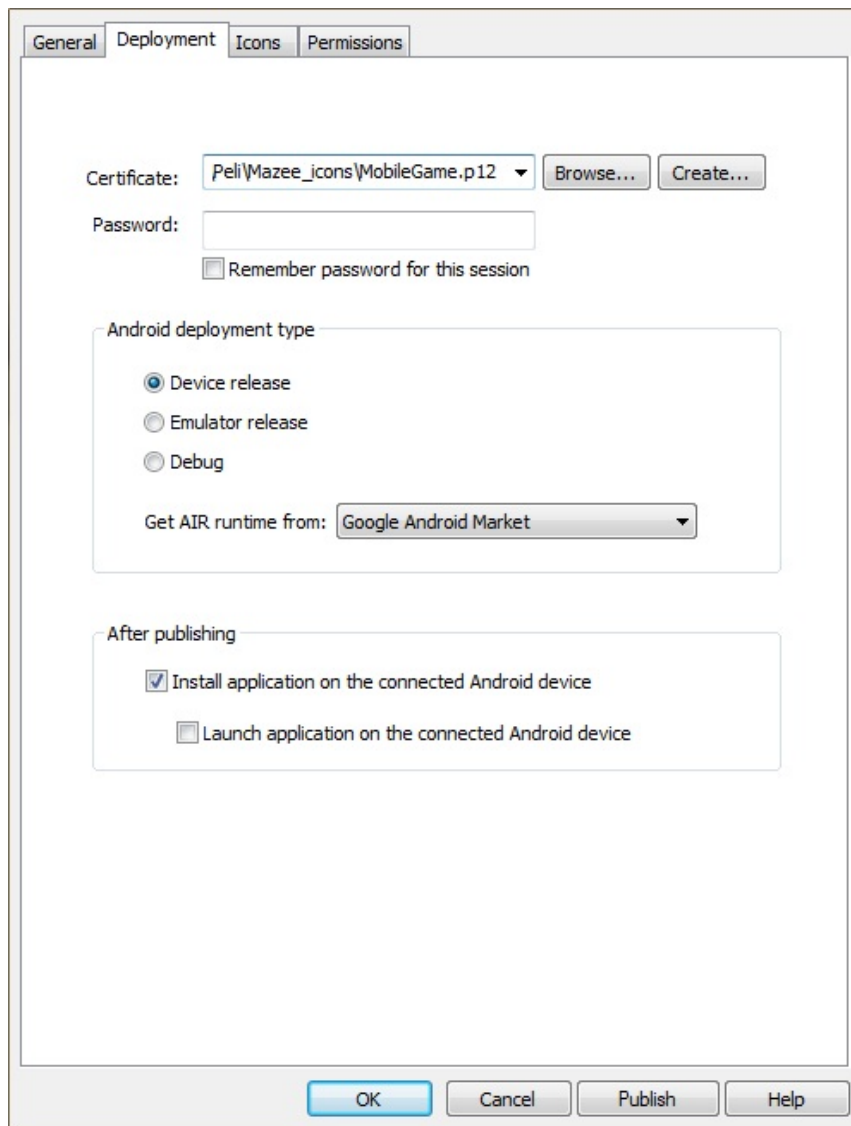 General Deployment Icons Permissions
Certificate: Peli\Mazee_icons\MobileGame.p12 Browse... Create...
Password:
Remember password for this session
Android deployment type
Device release
Emulator release
Debug
Get AIR runtime from: Google Android Market
After publishing
Install application on the connected Android device
Launch application on the connected Android device
OK Cancel Publish Help